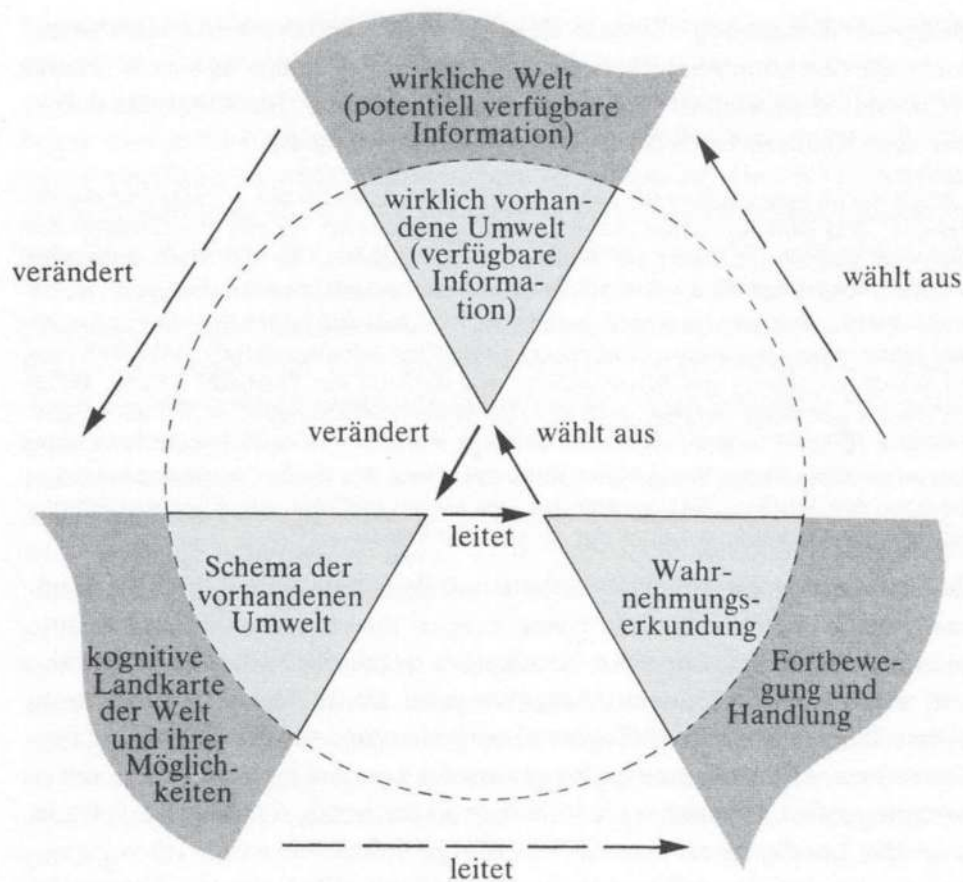 wirkliche Welt
(potentiell verfügbare
Information)
wirklich vorhan-
dene Umwelt
(verfügbare
Informa-
tion)
verändert
wählt aus
verändert
wählt aus
leitet
Schema der
vorhandenen
Umwelt
Wahr-
nehmungs-
erkundung
kognitive
Landkarte
der Welt
und ihrer
Möglich-
keiten
Fortbewe-
gung und
Handlung
leitet